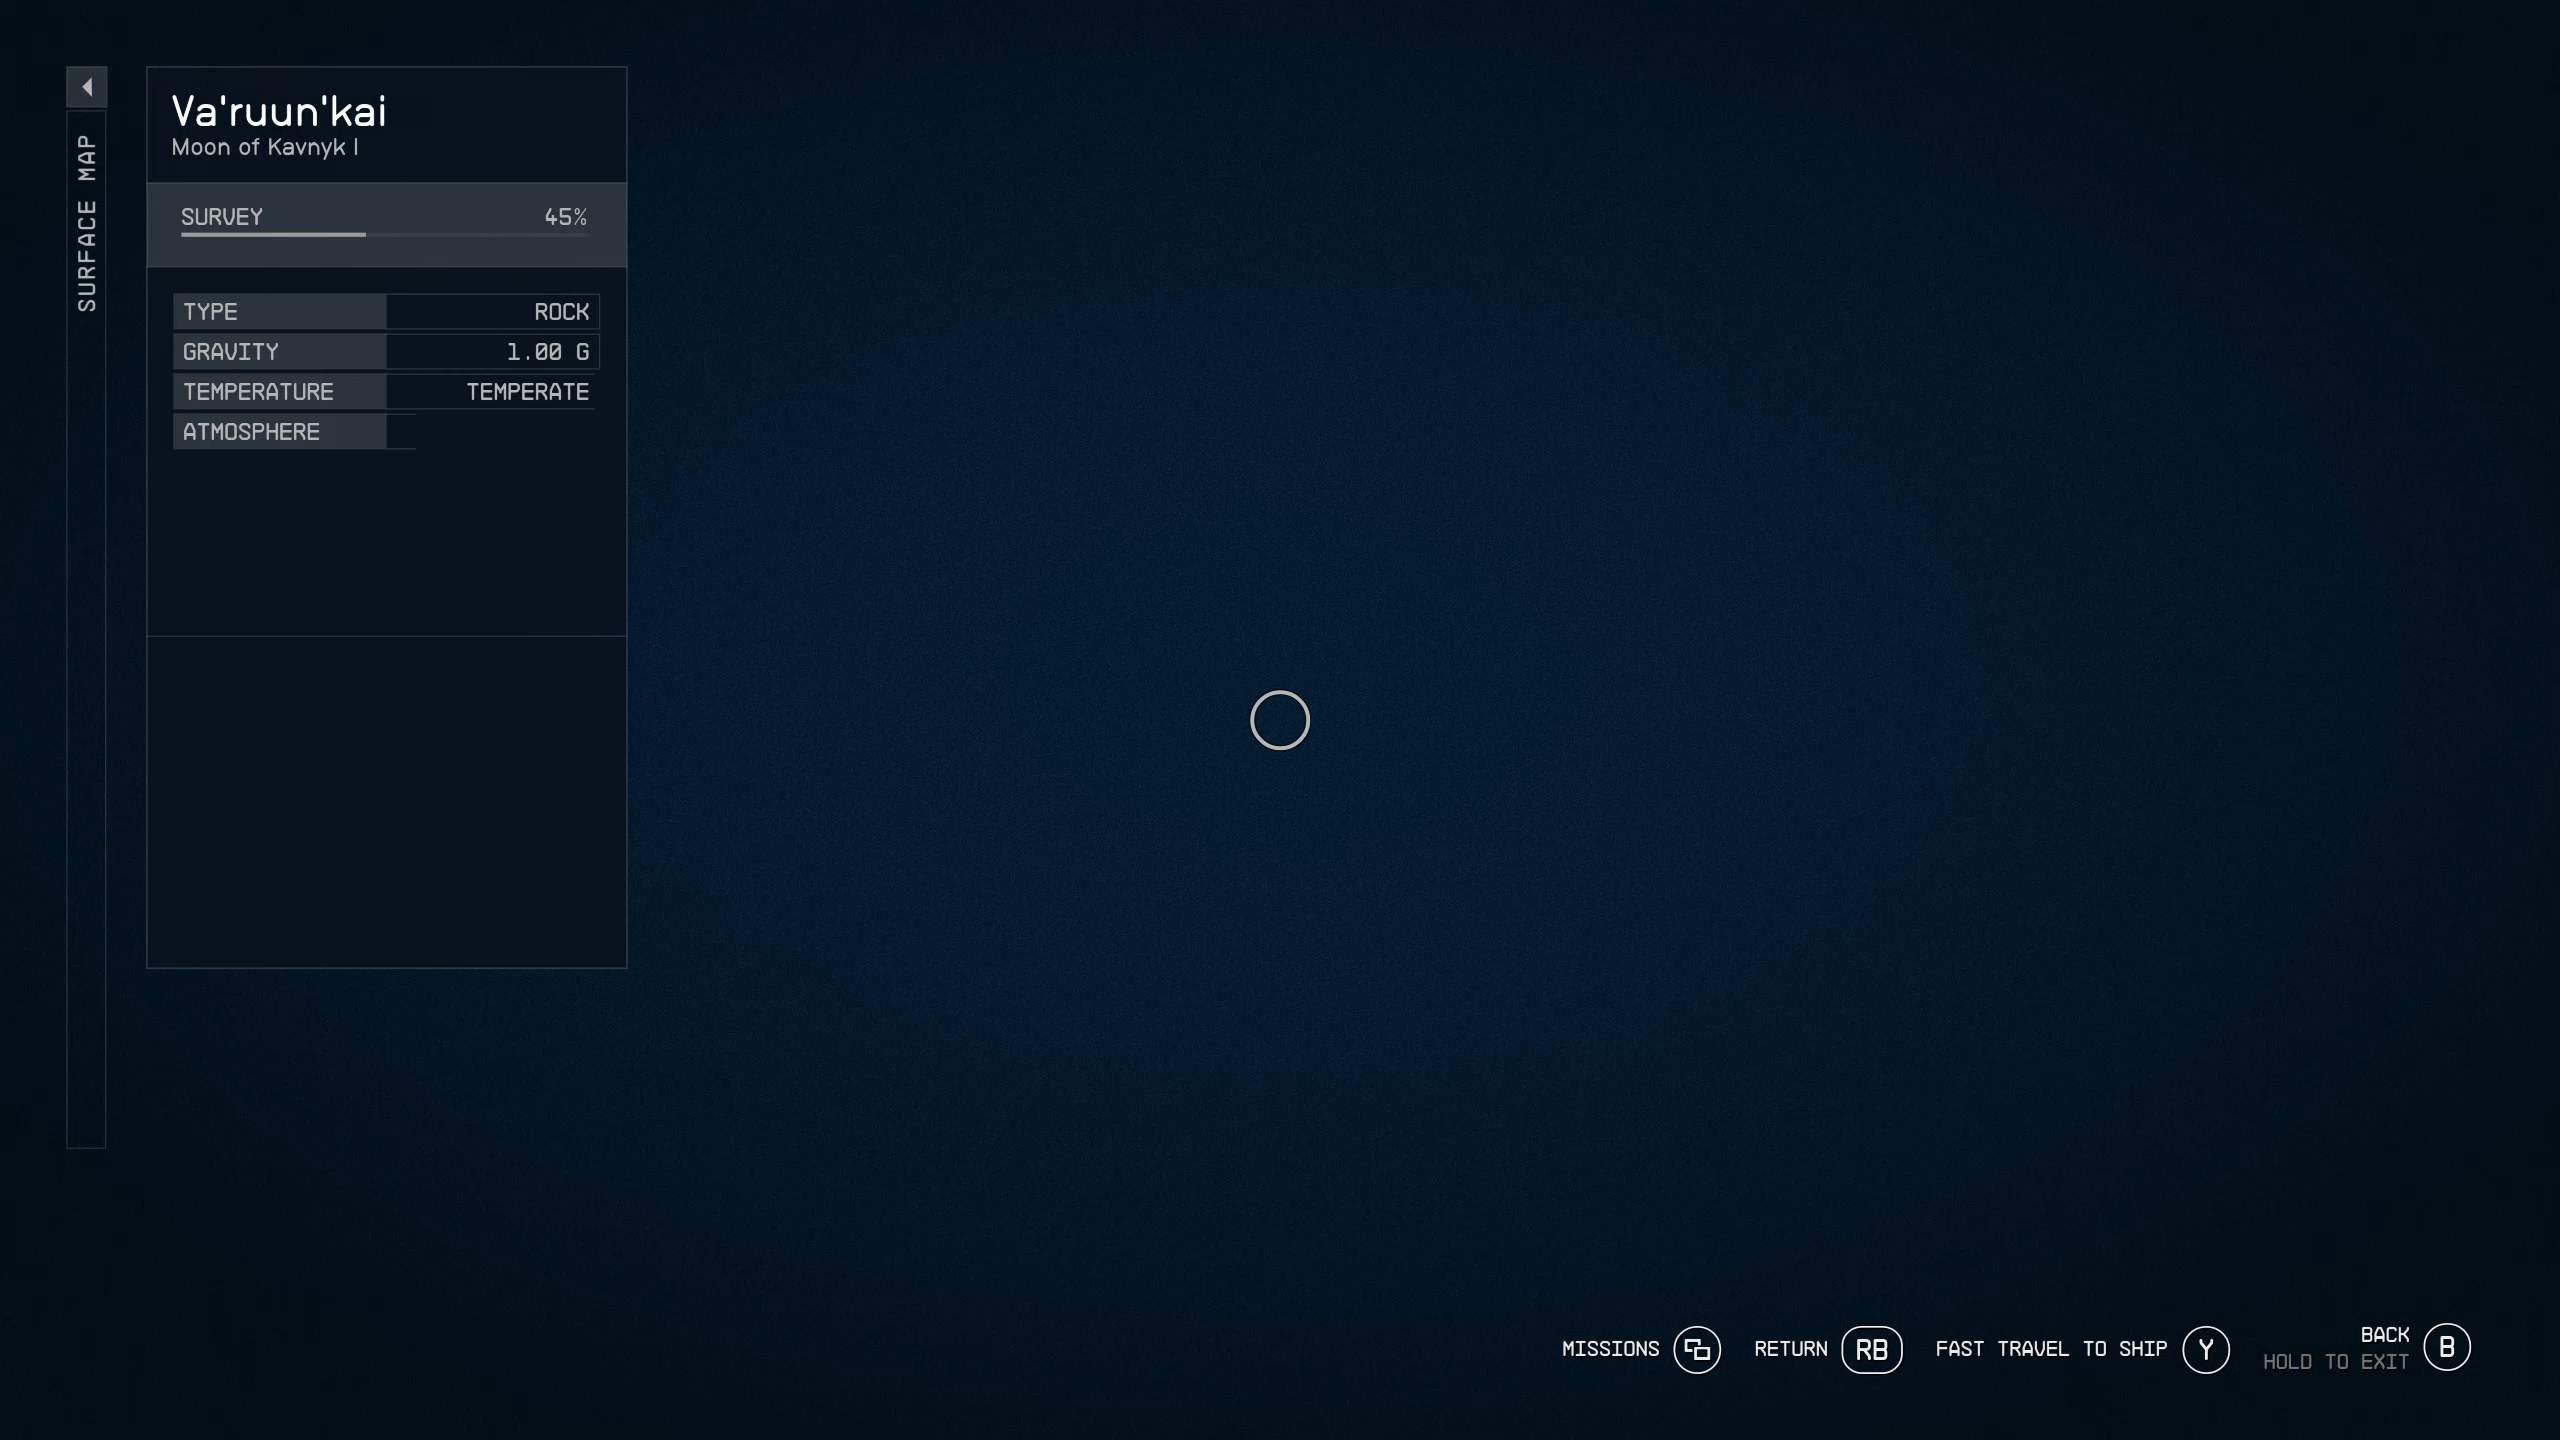 SURFACE MAP
Va'ruun'kai
Moon of Kavnyk I
SURVEY 45%
TYPE ROCK
GRAVITY 1.00 G
TEMPERATURE TEMPERATE
ATMOSPHERE
MISSIONS RETURN RB FAST TRAVEL TO SHIP Y BACK B
HOLD TO EXIT